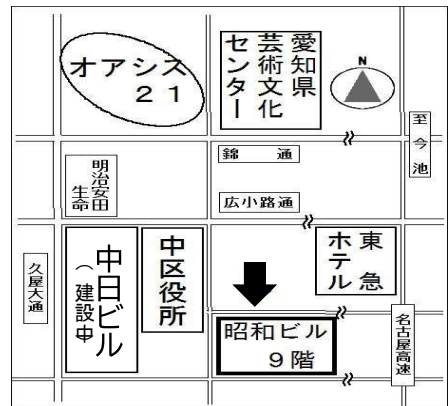 オアシス
２１
愛知県
芸術文化
センター
N
至今池
錦通
明治安田
生命
広小路通
東急
ホテル
中日ビル
（建設中
中区役所
久屋大通
昭和ビル
９階
名古屋高速